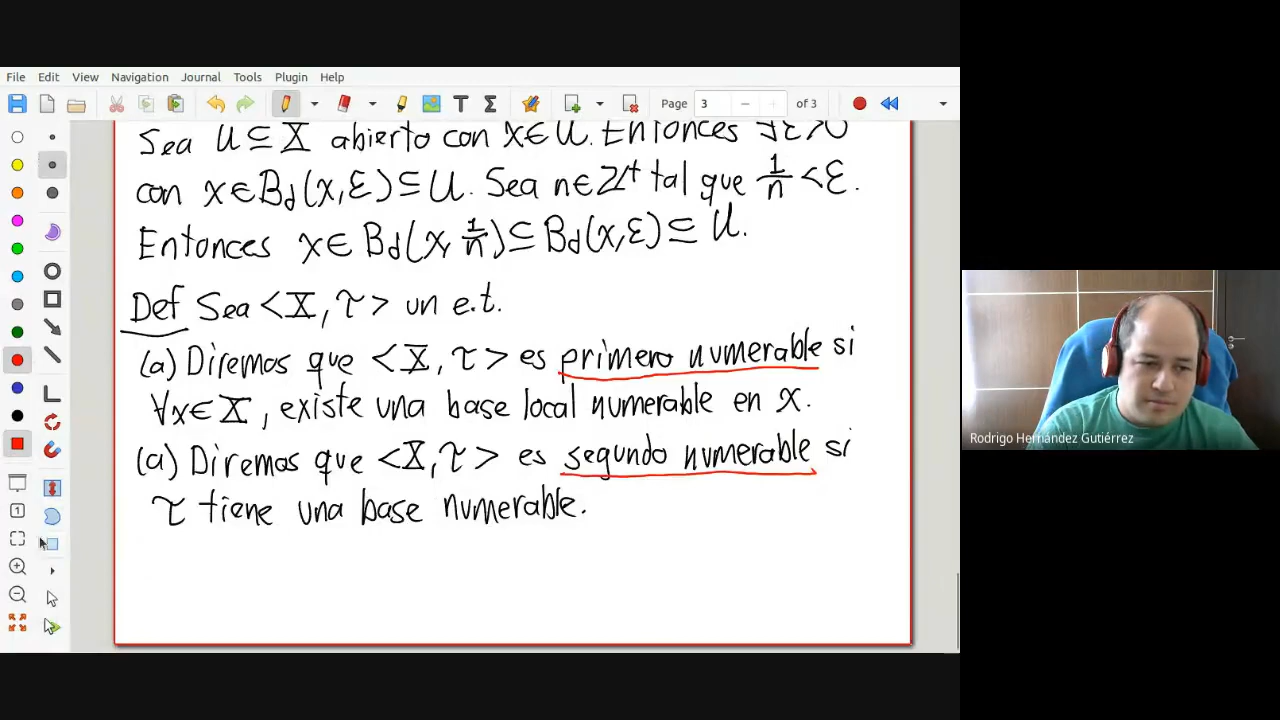 File Edit View Navigation Journal Tools Plugin Help
Page 3 of 3
Sea U ⊆ X abierto con x ∈ U. Entonces ∃ε>0
con x ∈ B_d(x, ε) ⊆ U. Sea n ∈ ℤ⁺ tal que 1/n < ε.
Entonces x ∈ B_d(x, 1/n) ⊆ B_d(x, ε) ⊆ U.
Def Sea <X, τ> un e.t.
(a) Diremos que <X, τ> es primero numerable si
∀x∈X, existe una base local numerable en x.
(a) Diremos que <X, τ> es segundo numerable si
τ tiene una base numerable.
Rodrigo Hernández Gutiérrez